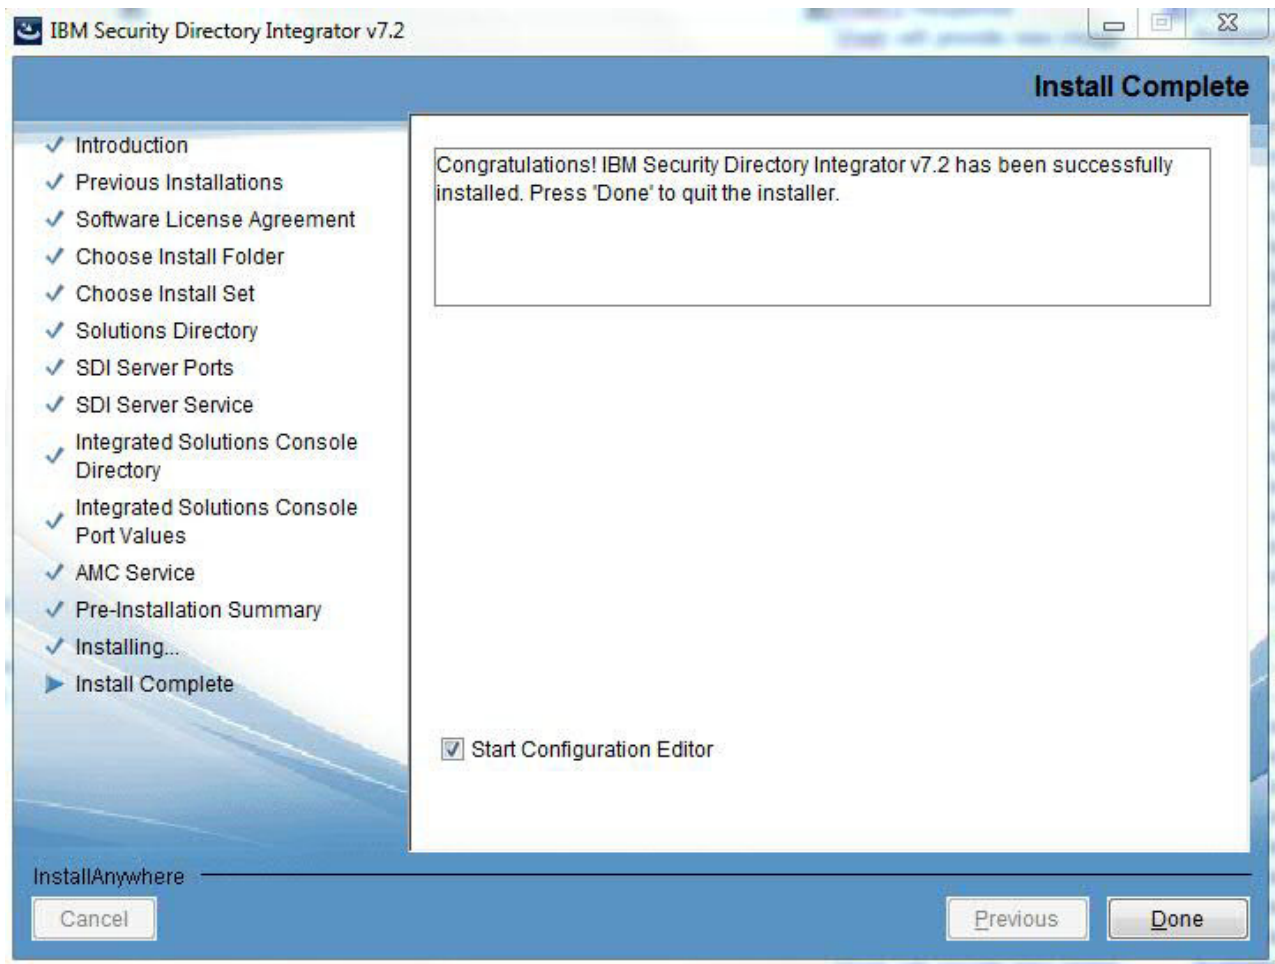 IBM Security Directory Integrator v7.2
Install Complete
Introduction
Previous Installations
Software License Agreement
Choose Install Folder
Choose Install Set
Solutions Directory
SDI Server Ports
SDI Server Service
Integrated Solutions Console
Directory
Integrated Solutions Console
Port Values
AMC Service
Pre-Installation Summary
Installing...
Install Complete
Congratulations! IBM Security Directory Integrator v7.2 has been successfully
installed. Press 'Done' to quit the installer.
Start Configuration Editor
InstallAnywhere
Cancel
Previous
Done